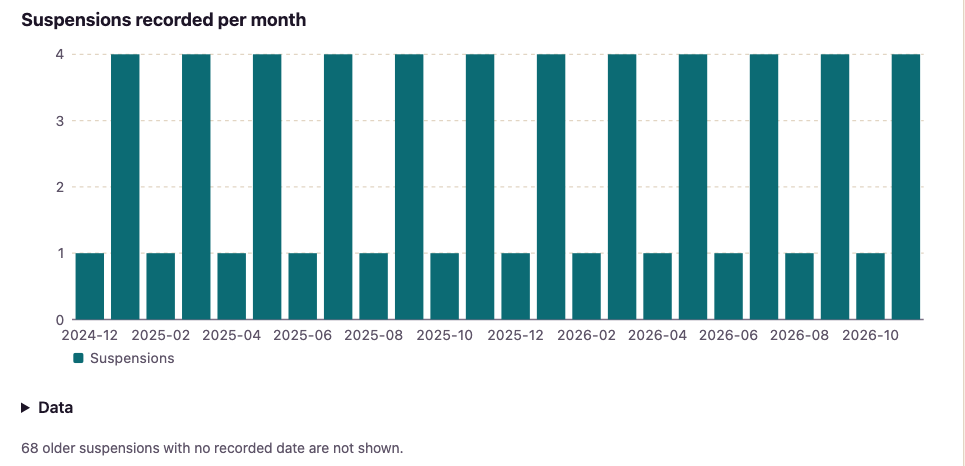 Suspensions recorded per month
4
3
2
1
0
2024-12 2025-02 2025-04 2025-06 2025-08 2025-10 2025-12 2026-02 2026-04 2026-06 2026-08 2026-10
Suspensions
Data
68 older suspensions with no recorded date are not shown.